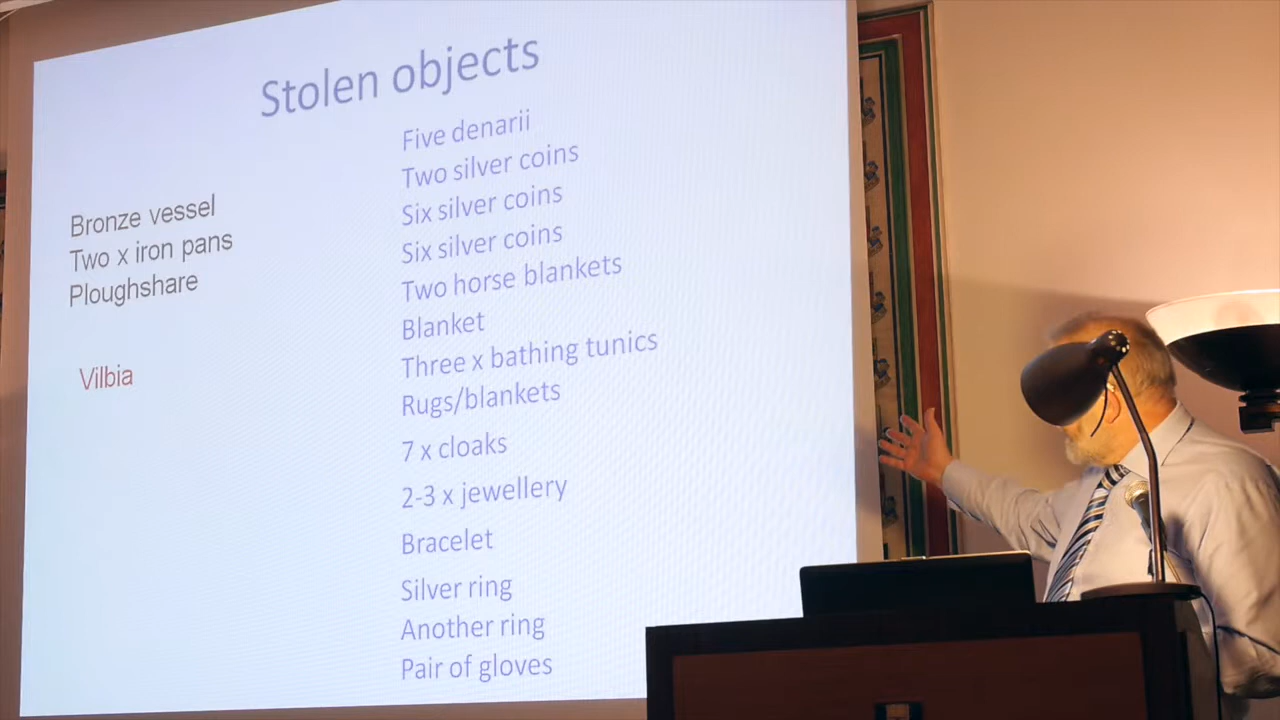 Stolen objects
Bronze vessel
Two x iron pans
Ploughshare
Vilbia
Five denarii
Two silver coins
Six silver coins
Six silver coins
Two horse blankets
Blanket
Three x bathing tunics
Rugs/blankets
7 x cloaks
2-3 x jewellery
Bracelet
Silver ring
Another ring
Pair of gloves